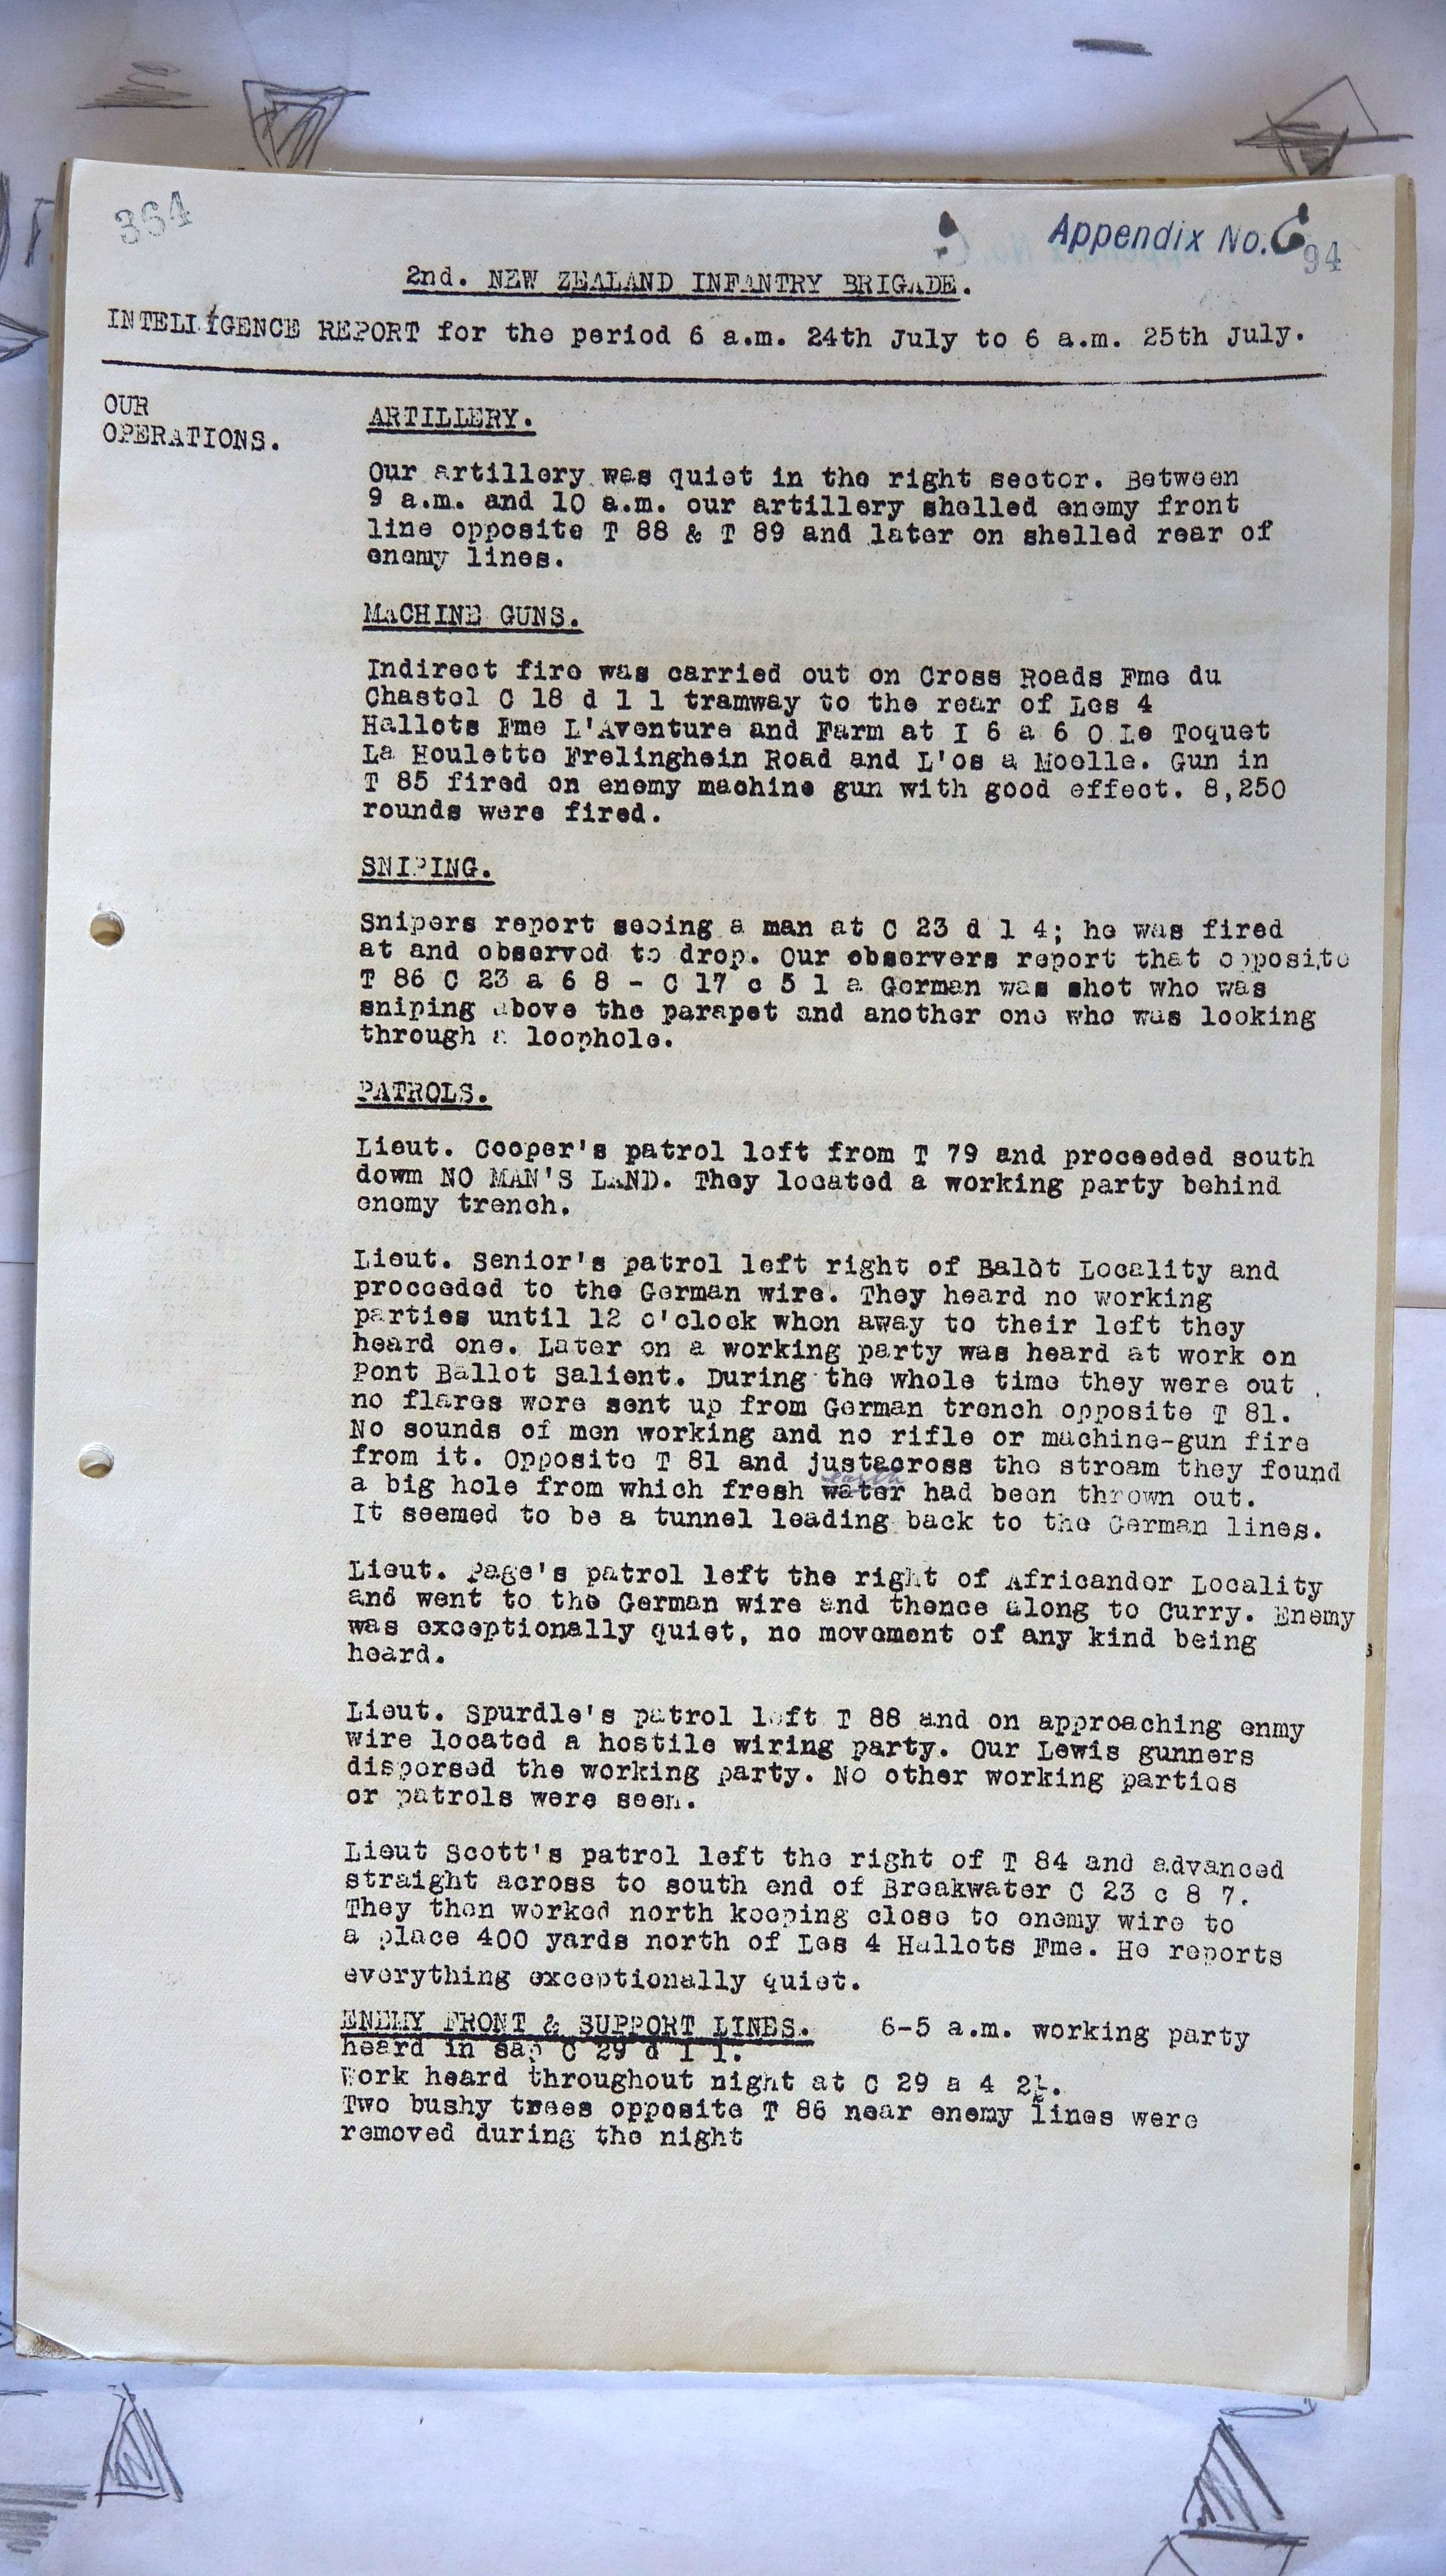 364
Appendix No. C
94
2nd. NEW ZEALAND INFANTRY BRIGADE.
INTELLIGENCE REPORT for the period 6 a.m. 24th July to 6 a.m. 25th July.
OUR
OPERATIONS.
ARTILLERY.
Our artillery was quiet in the right sector. Between
9 a.m. and 10 a.m. our artillery shelled enemy front
line opposite T 88 & T 89 and later on shelled rear of
enemy lines.
MACHINE GUNS.
Indirect fire was carried out on Cross Roads Fme du
Chastel C 18 d 1 1 tramway to the rear of Les 4
Hallots Fme L'Aventure and Farm at I 6 a 6 0 Le Toquet
La Houlette Frelinghein Road and L'os a Moelle. Gun in
T 85 fired on enemy machine gun with good effect. 8,250
rounds were fired.
SNIPING.
Snipers report seeing a man at C 23 d 1 4; he was fired
at and observed to drop. Our observers report that opposite
T 86 C 23 a 6 8 - C 17 c 5 1 a German was shot who was
sniping above the parapet and another one who was looking
through a loophole.
PATROLS.
Lieut. Cooper's patrol left from T 79 and proceeded south
dowm NO MAN'S LAND. They located a working party behind
enemy trench.
Lieut. Senior's patrol left right of Balot Locality and
proceeded to the German wire. They heard no working
parties until 12 o'clock when away to their left they
heard one. Later on a working party was heard at work on
Pont Ballot Salient. During the whole time they were out
no flares were sent up from German trench opposite T 81.
No sounds of men working and no rifle or machine-gun fire
from it. Opposite T 81 and justacross the stream they found
earth
a big hole from which fresh water had been thrown out.
It seemed to be a tunnel leading back to the German lines.
Lieut. Page's patrol left the right of Africander Locality
and went to the German wire and thence along to Curry. Enemy
was exceptionally quiet, no movement of any kind being
heard.
Lieut. Spurdle's patrol left T 88 and on approaching enmy
wire located a hostile wiring party. Our Lewis gunners
dispersed the working party. No other working parties
or patrols were seen.
Lieut Scott's patrol left the right of T 84 and advanced
straight across to south end of Breakwater C 23 c 8 7.
They then worked north keeping close to enemy wire to
a place 400 yards north of Les 4 Hallots Fme. He reports
everything exceptionally quiet.
ENEMY FRONT & SUPPORT LINES. 6-5 a.m. working party
heard in sap C 29 d 1 1.
Work heard throughout night at C 29 a 4 2½.
Two bushy trees opposite T 86 near enemy lines were
removed during the night